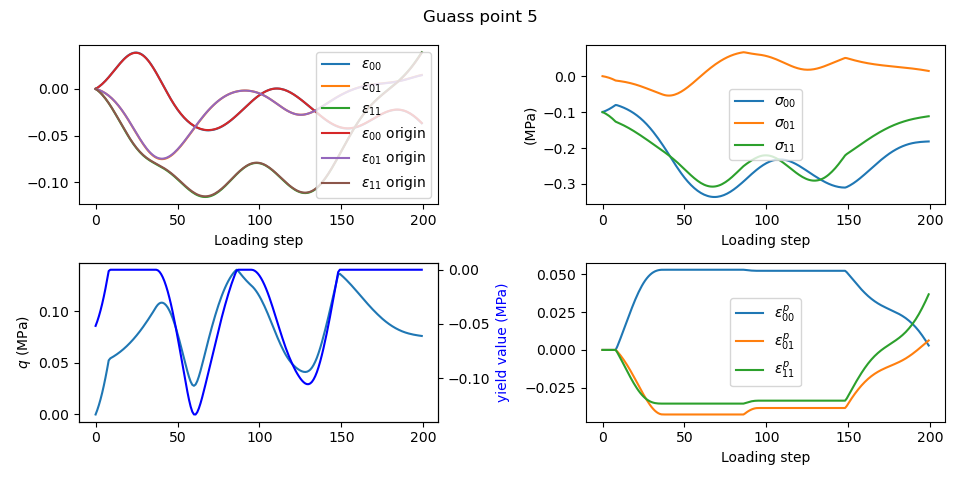 Guass point 5
0.00
−0.05
−0.10
0 50 100 150 200
Loading step
ε00
ε01
ε11
ε00 origin
ε01 origin
ε11 origin
(MPa)
0.0
−0.1
−0.2
−0.3
0 50 100 150 200
Loading step
σ00
σ01
σ11
q (MPa)
0.10
0.05
0.00
0 50 100 150 200
Loading step
0.00
−0.05
−0.10
yield value (MPa)
0.050
0.025
0.000
−0.025
0 50 100 150 200
Loading step
ε^p_00
ε^p_01
ε^p_11